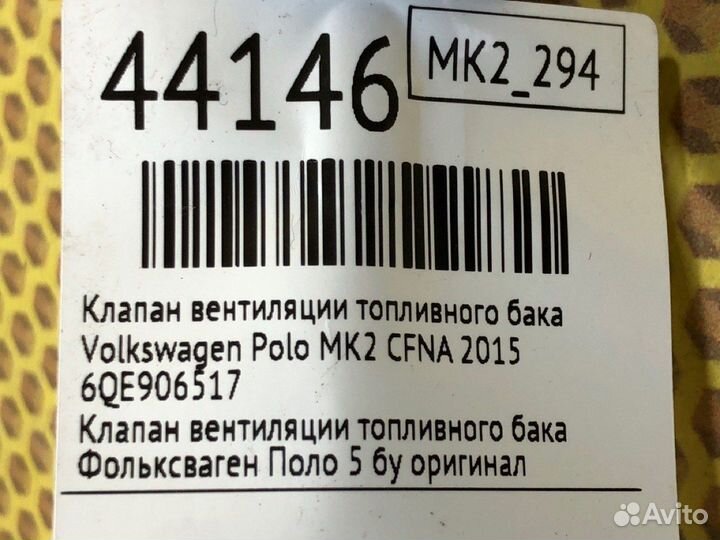 44146
MK2_294
Клапан вентиляции топливного бака
Volkswagen Polo MK2 CFNA 2015
6QE906517
Клапан вентиляции топливного бака
Фольксваген Поло 5 бу оригинал
Avito